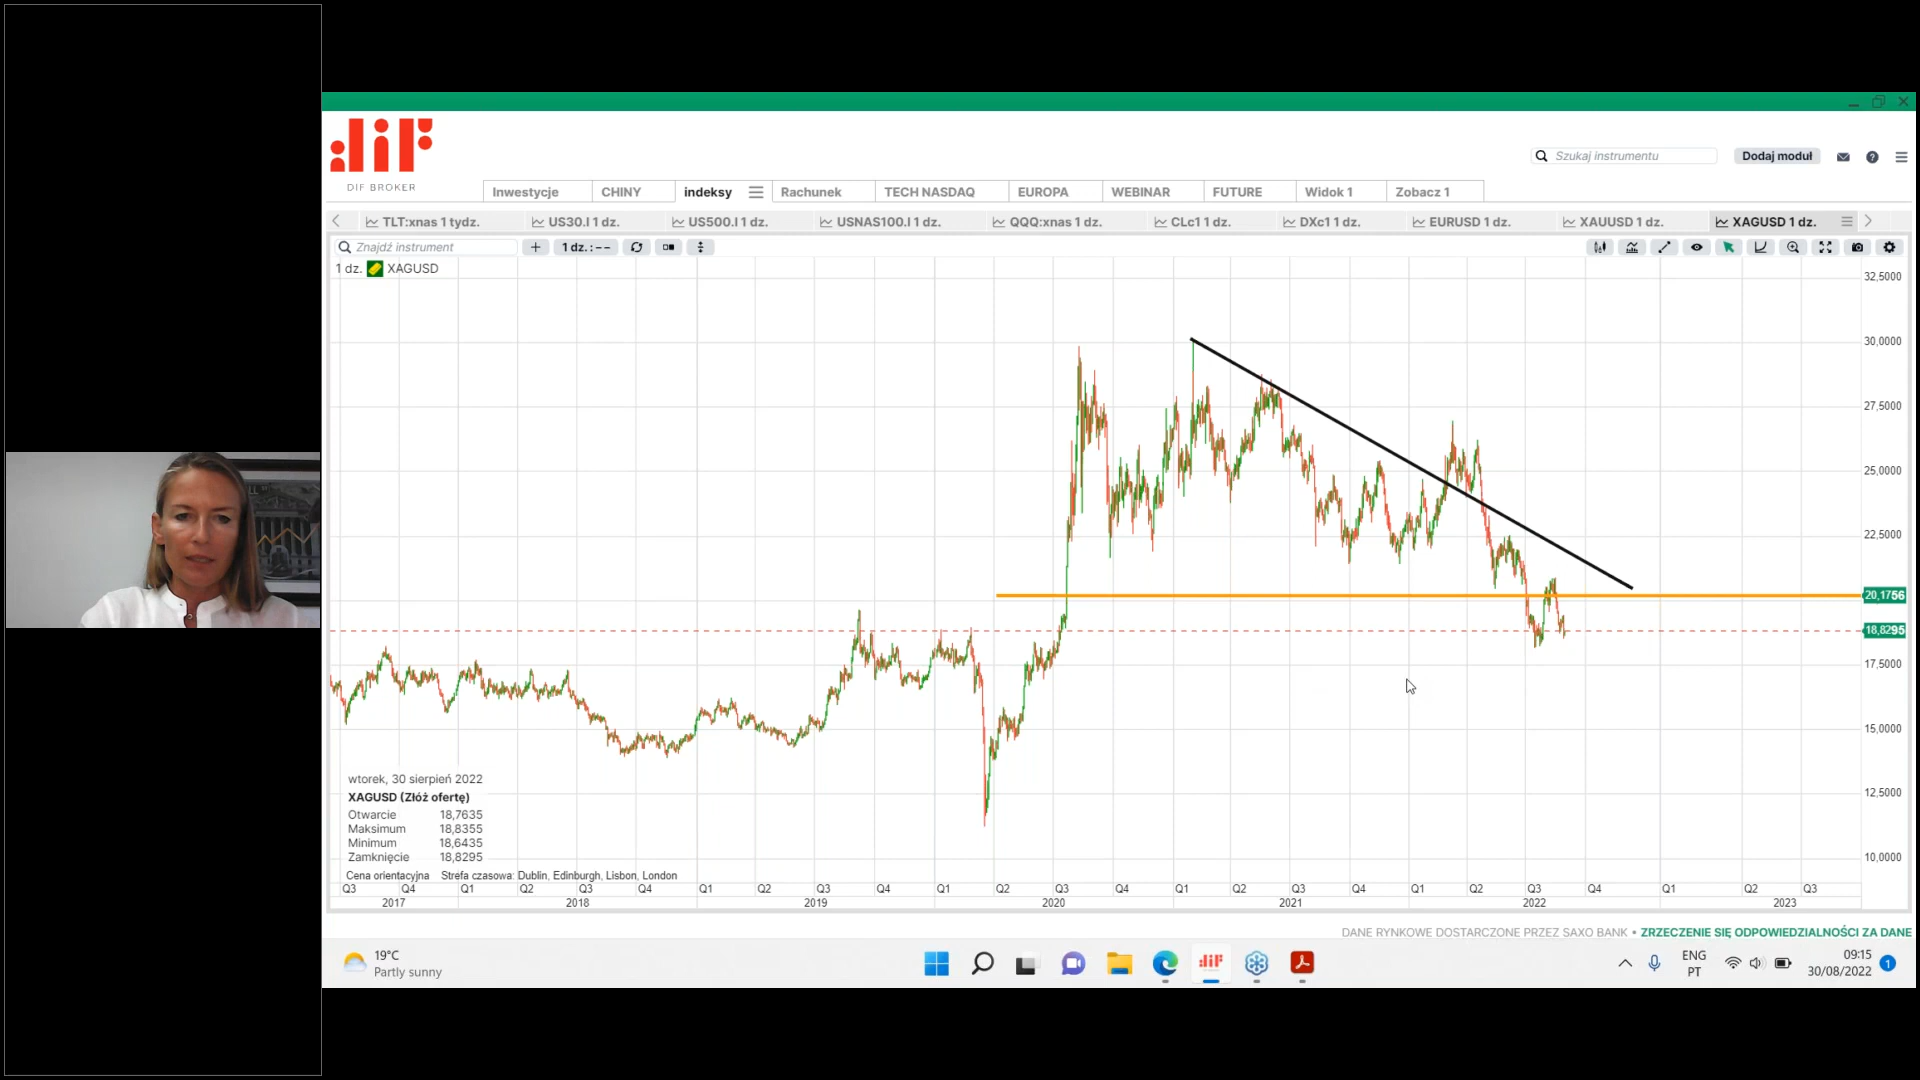 DIF BROKER
Szukaj instrumentu
Dodaj moduł
Inwestycje CHINY indeksy Rachunek TECH NASDAQ EUROPA WEBINAR FUTURE Widok 1 Zobacz 1
TLT:xnas 1 tydz. US30.I 1 dz. US500.I 1 dz. USNAS100.I 1 dz. QQQ:xnas 1 dz. CLc1 1 dz. DXc1 1 dz. EURUSD 1 dz. XAUUSD 1 dz. XAGUSD 1 dz.
Znajdź instrument 1 dz. : --
1 dz. XAGUSD
32,5000
30,0000
27,5000
25,0000
22,5000
20,1756
18,8295
17,5000
15,0000
12,5000
10,0000
wtorek, 30 sierpień 2022
XAGUSD (Złóż ofertę)
Otwarcie 18,7635
Maksimum 18,8355
Minimum 18,6435
Zamknięcie 18,8295
Cena orientacyjna Strefa czasowa: Dublin, Edinburgh, Lisbon, London
Q3 Q4 Q1 Q2 Q3 Q4 Q1 Q2 Q3 Q4 Q1 Q2 Q3 Q4 Q1 Q2 Q3 Q4 Q1 Q2 Q3 Q4 Q1 Q2 Q3
2017 2018 2019 2020 2021 2022 2023
DANE RYNKOWE DOSTARCZONE PRZEZ SAXO BANK • ZRZECZENIE SIĘ ODPOWIEDZIALNOŚCI ZA DANE
19°C
Partly sunny
ENG
PT
09:15
30/08/2022
1